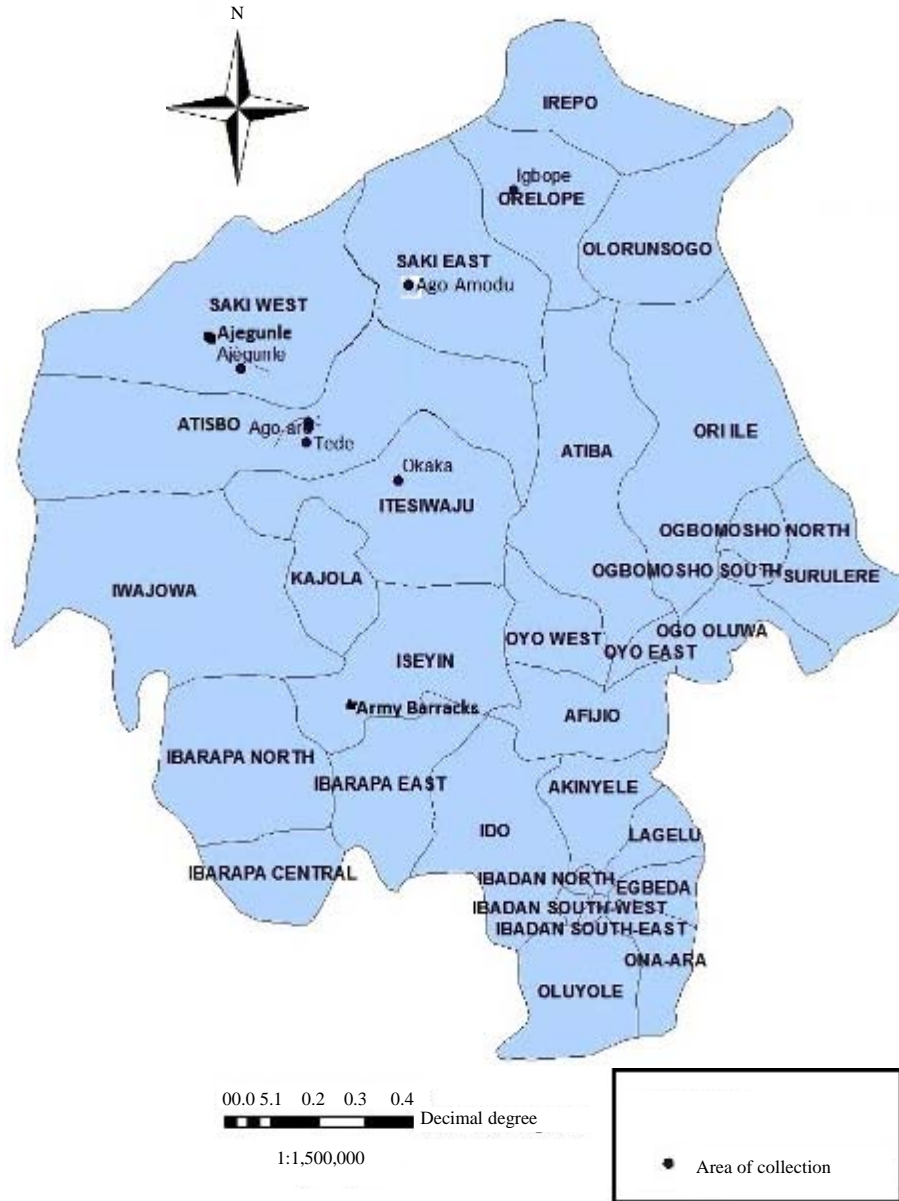 N
IREPO
Igbope
ORELOPE
OLORUNSOGO
SAKI EAST
Ago Amodu
SAKI WEST
Ajegunle
Ajegunle
ATISBO
Ago-are
Tede
ORI ILE
ATIBA
Okaka
ITESIWAJU
OGBOMOSHO NORTH
OGBOMOSHO SOUTH
SURULERE
KAJOLA
IWAJOWA
OGO OLUWA
OYO WEST
OYO EAST
ISEYIN
Army Barracks
AFIJIO
IBARAPA NORTH
IBARAPA EAST
AKINYELE
IDO
LAGELU
IBARAPA CENTRAL
IBADAN NORTH
EGBEDA
IBADAN SOUTH-WEST
IBADAN SOUTH-EAST
ONA-ARA
OLUYOLE
00.0 5.1 0.2 0.3 0.4
Decimal degree
1:1,500,000
Area of collection